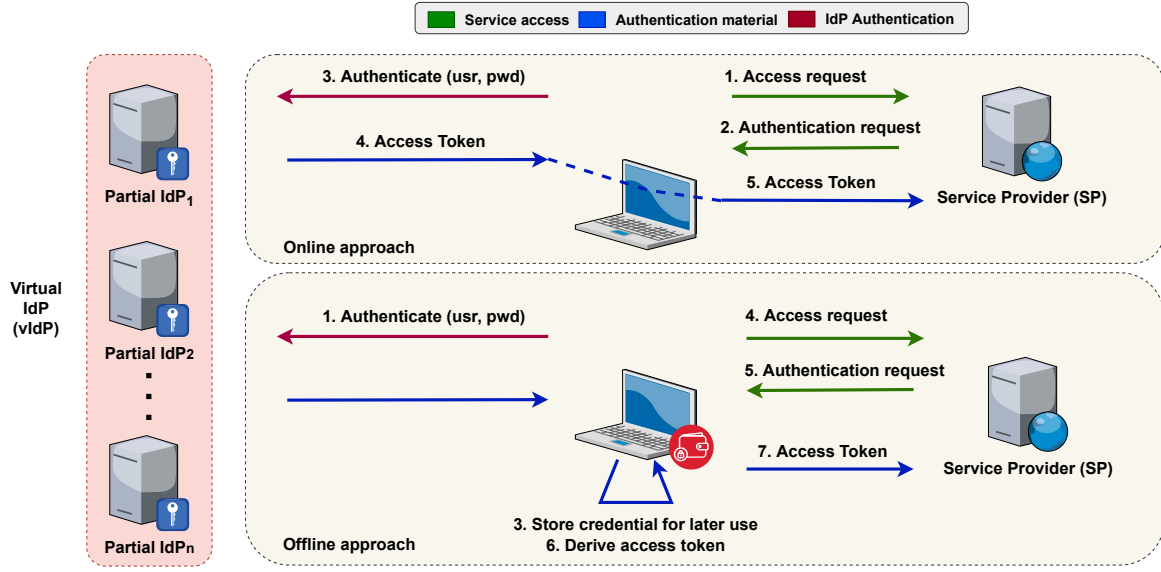 Service access
Authentication material
IdP Authentication
3. Authenticate (usr, pwd)
1. Access request
2. Authentication request
4. Access Token
5. Access Token
Partial IdP1
Service Provider (SP)
Online approach
Virtual
IdP
(vIdP)
1. Authenticate (usr, pwd)
4. Access request
Partial IdP2
5. Authentication request
7. Access Token
Service Provider (SP)
3. Store credential for later use
6. Derive access token
Offline approach
Partial IdPn